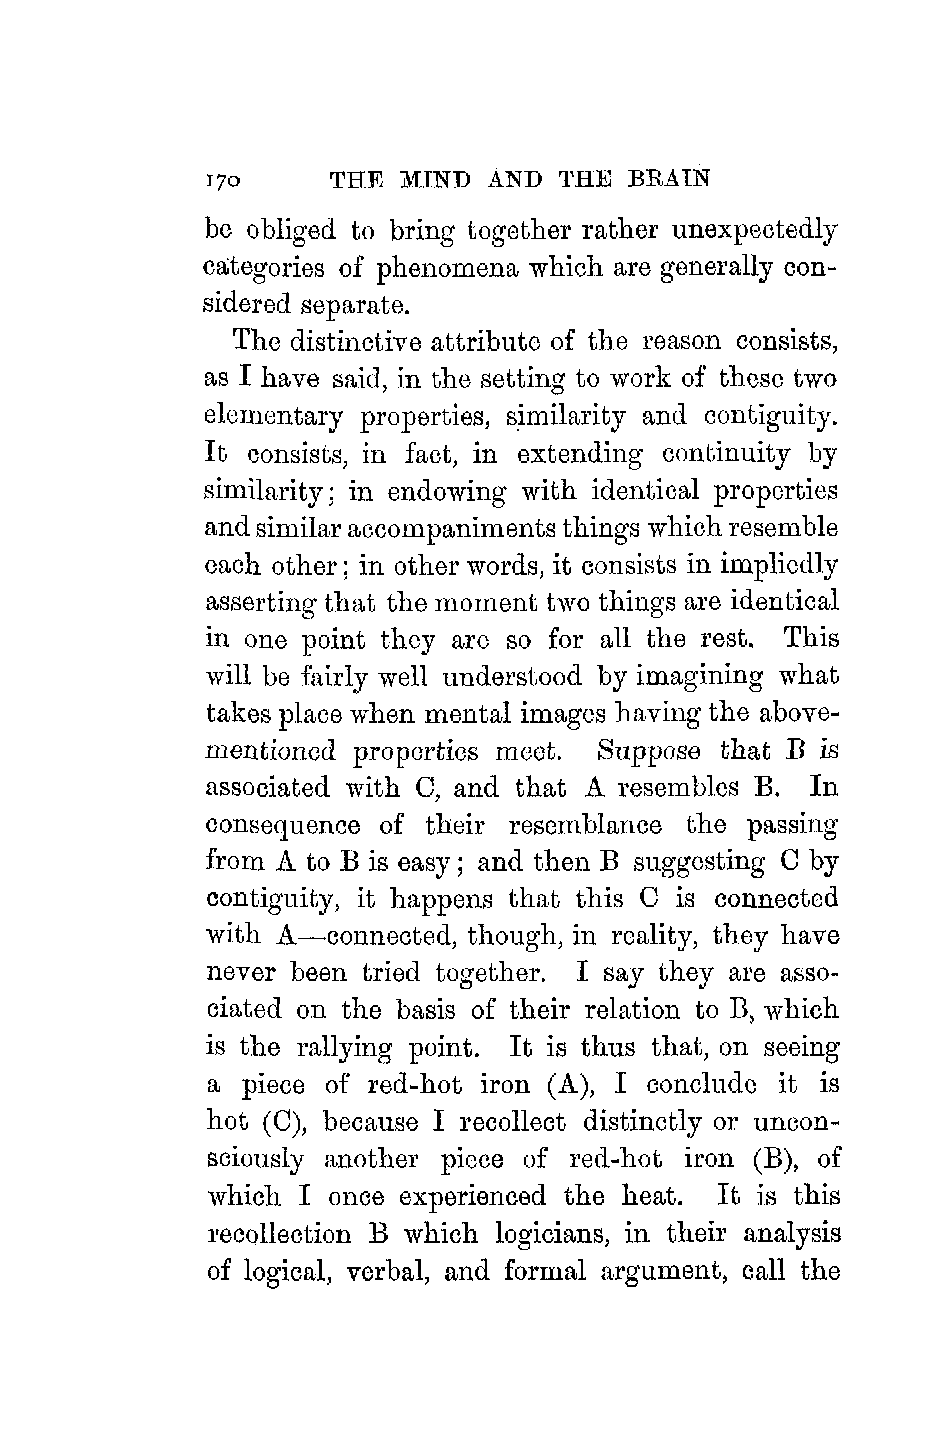 170 THE MIND AND THE BRAIN
be obliged to bring together rather unexpectedly
categories of phenomena which are generally con-
sidered separate.
The distinctive attribute of the reason consists,
as I have said, in the setting to work of these two
elementary properties, similarity and contiguity.
It consists, in fact, in extending continuity by
similarity; in endowing with identical properties
and similar accompaniments things which resemble
each other; in other words, it consists in impliedly
asserting that the moment two things are identical
in one point they are so for all the rest. This
will be fairly well understood by imagining what
takes place when mental images having the above-
mentioned properties meet. Suppose that B is
associated with C, and that A resembles B. In
consequence of their resemblance the passing
from A to B is easy; and then B suggesting C by
contiguity, it happens that this C is connected
with A—connected, though, in reality, they have
never been tried together. I say they are asso-
ciated on the basis of their relation to B, which
is the rallying point. It is thus that, on seeing
a piece of red-hot iron (A), I conclude it is
hot (C), because I recollect distinctly or uncon-
sciously another piece of red-hot iron (B), of
which I once experienced the heat. It is this
recollection B which logicians, in their analysis
of logical, verbal, and formal argument, call the